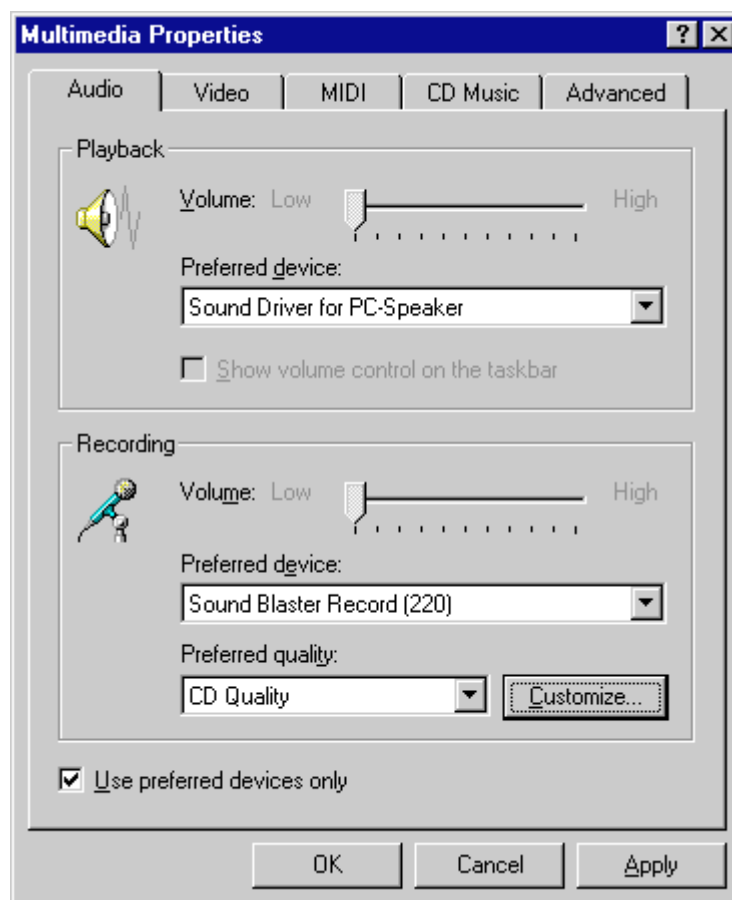 Multimedia Properties
Audio Video MIDI CD Music Advanced
Playback
Volume: Low High
Preferred device:
Sound Driver for PC-Speaker
Show volume control on the taskbar
Recording
Volume: Low High
Preferred device:
Sound Blaster Record (220)
Preferred quality:
CD Quality Customize...
Use preferred devices only
OK Cancel Apply